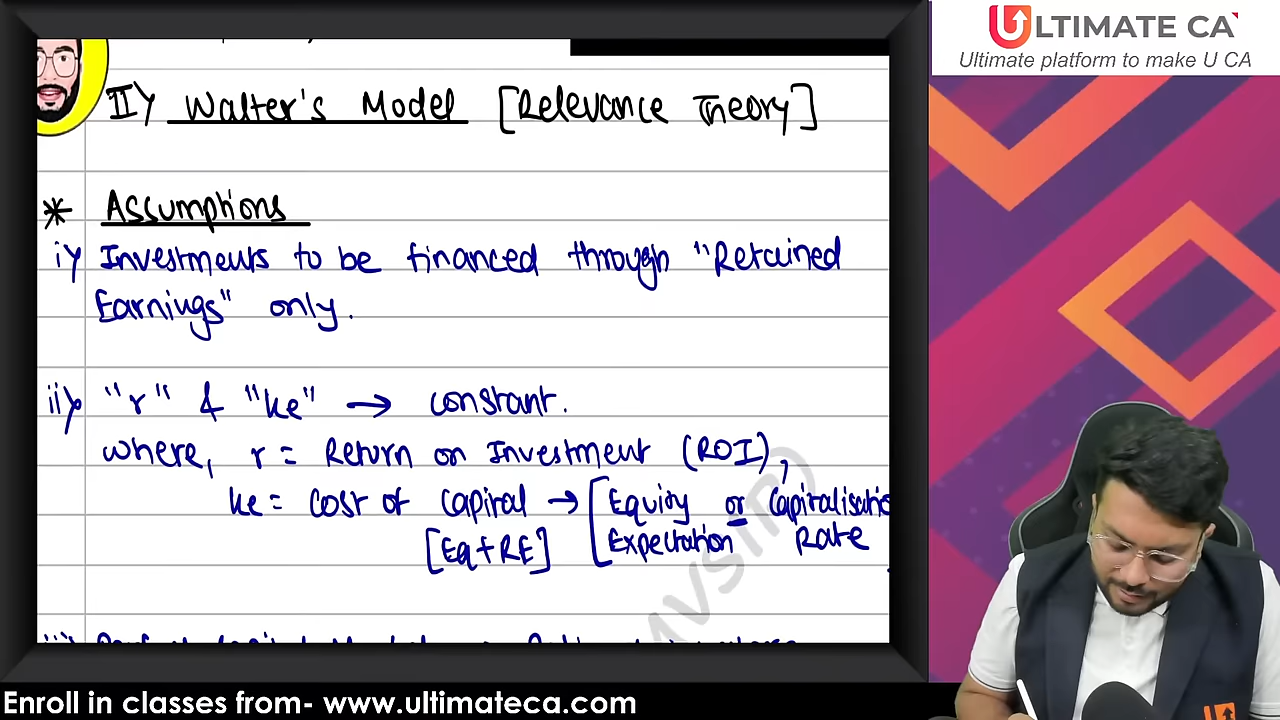 ULTIMATE CA
Ultimate platform to make U CA
II) Walter's Model [Relevance Theory]
* Assumptions
i) Investments to be financed through "Retained
Earnings" only.
ii) "r" & "ke" → constant.
where, r = Return on Investment (ROI),
ke = Cost of Capital → [Equity or Capitalisatio
[Eq+RE] [Expectation Rate
Enroll in classes from- www.ultimateca.com